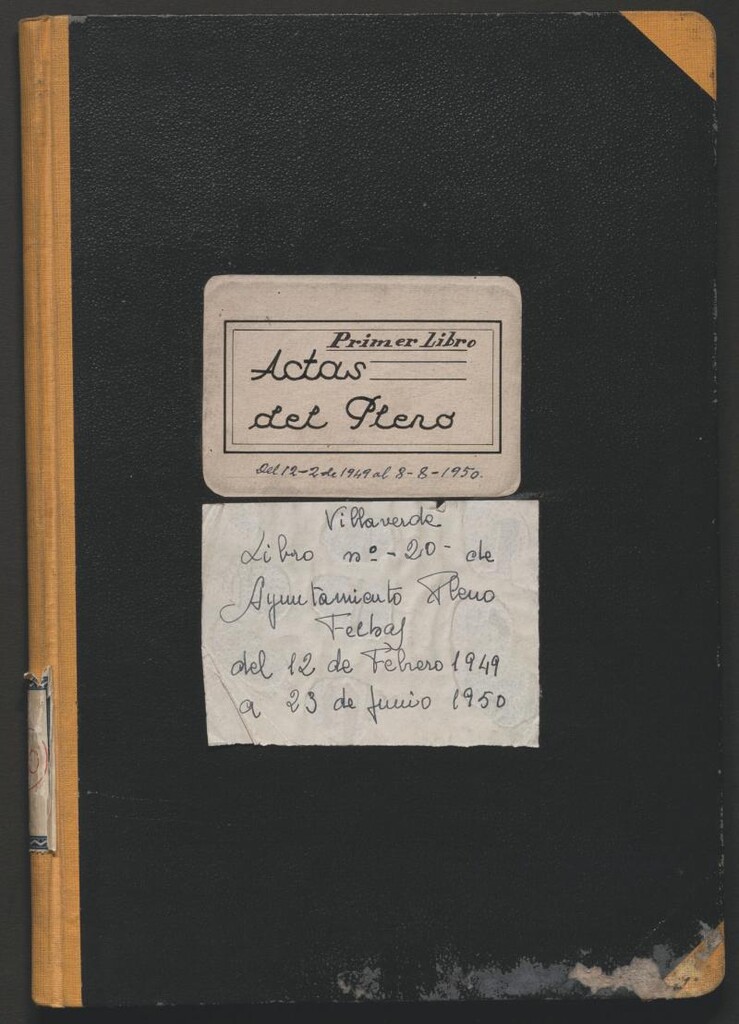 Primer Libro
Actas
del Pleno
Del 12-2 de 1949 al 8-8-1950.
Villaverde
Libro nº - 20 - de
Ayuntamiento Pleno
Fechas
del 12 de Febrero 1949
a 23 de Junio 1950